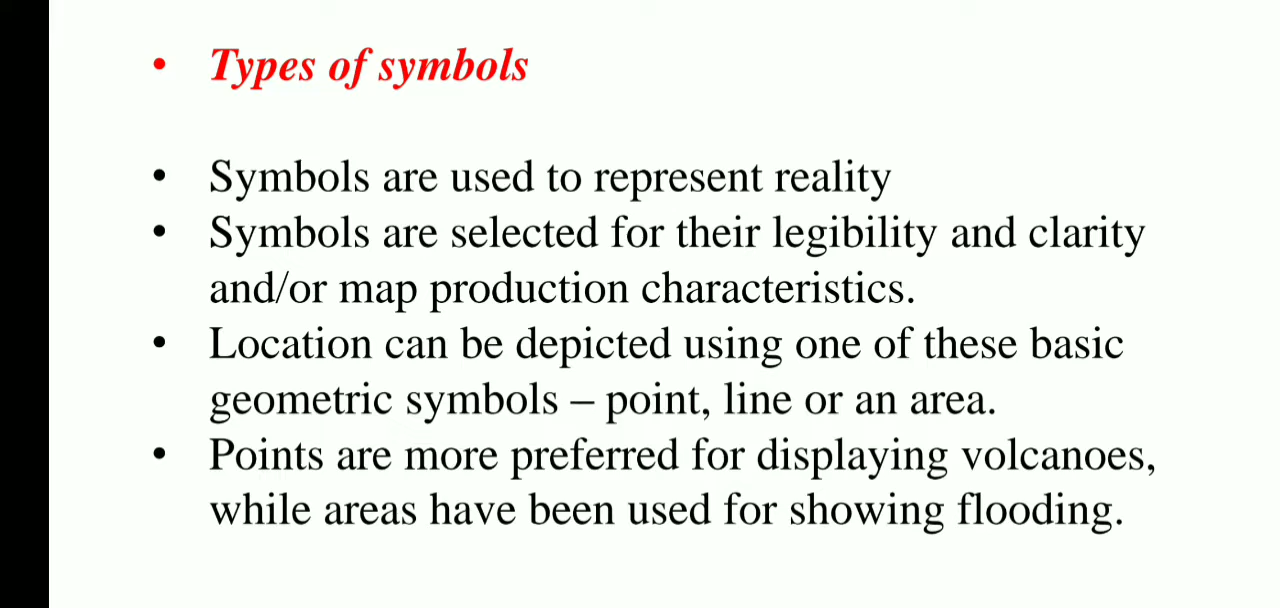 • Types of symbols
• Symbols are used to represent reality
• Symbols are selected for their legibility and clarity
and/or map production characteristics.
• Location can be depicted using one of these basic
geometric symbols – point, line or an area.
• Points are more preferred for displaying volcanoes,
while areas have been used for showing flooding.